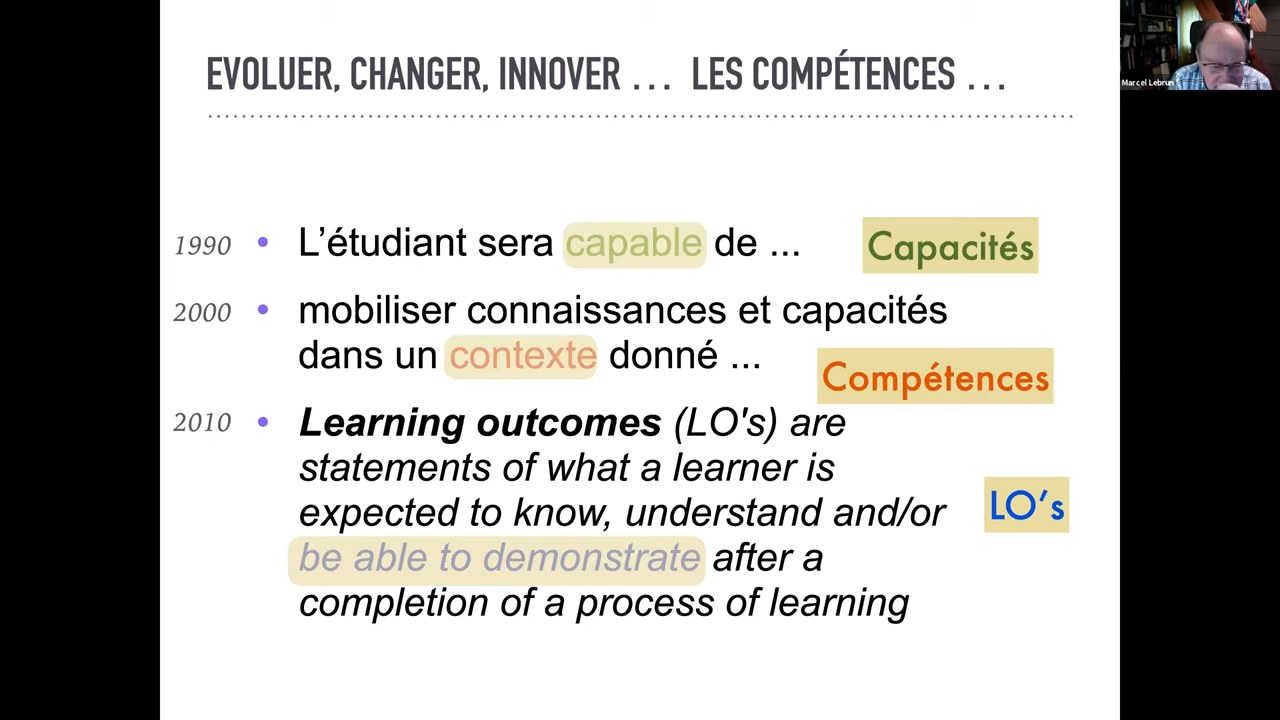 EVOLUER, CHANGER, INNOVER ... LES COMPÉTENCES ...
Marcel Lebrun
1990 • L’étudiant sera capable de ... Capacités
2000 • mobiliser connaissances et capacités
dans un contexte donné ...
Compétences
2010 • Learning outcomes (LO's) are
statements of what a learner is
expected to know, understand and/or
LO’s
be able to demonstrate after a
completion of a process of learning